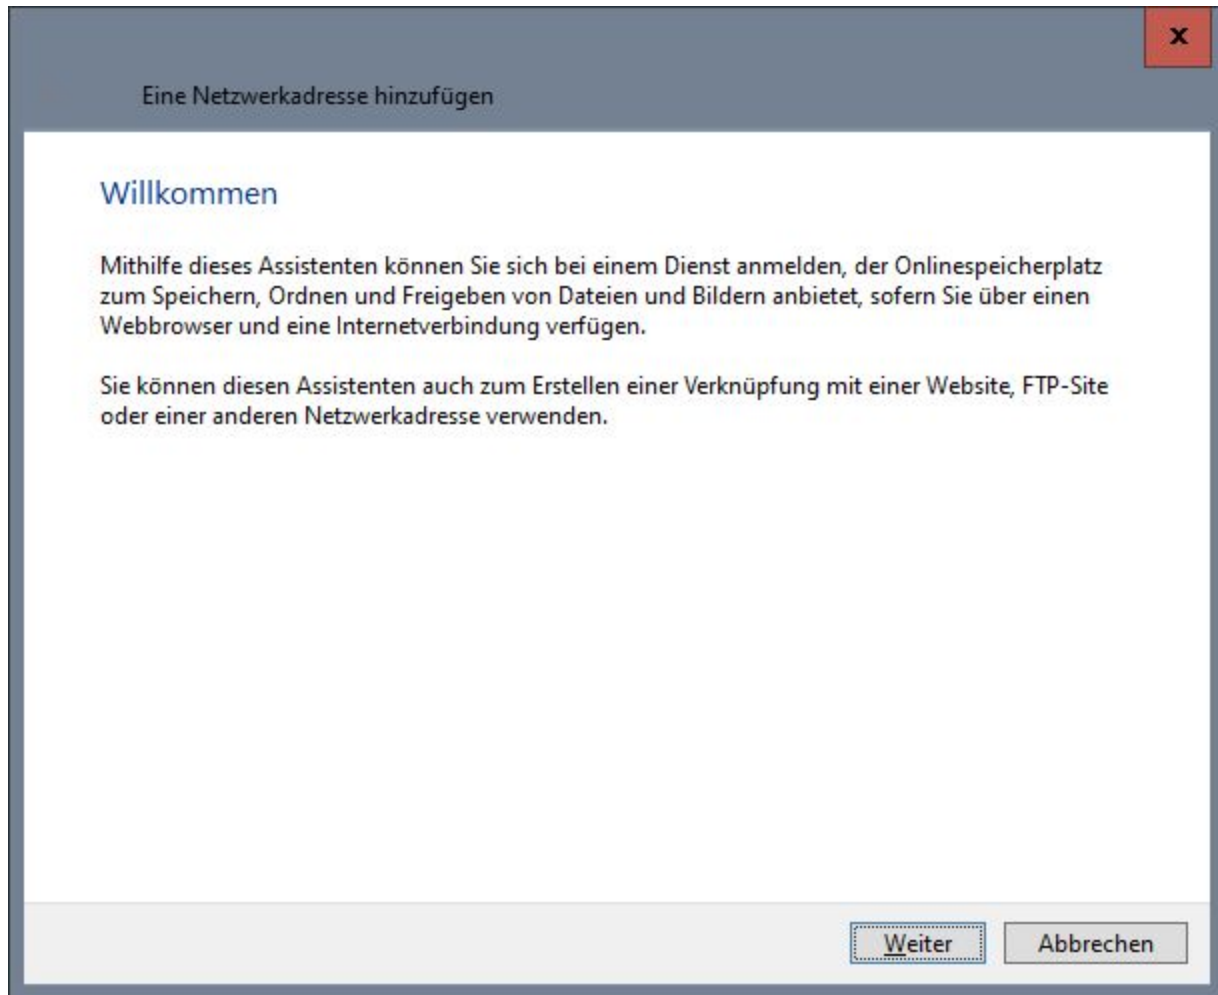 x
Eine Netzwerkadresse hinzufügen
Willkommen
Mithilfe dieses Assistenten können Sie sich bei einem Dienst anmelden, der Onlinespeicherplatz
zum Speichern, Ordnen und Freigeben von Dateien und Bildern anbietet, sofern Sie über einen
Webbrowser und eine Internetverbindung verfügen.
Sie können diesen Assistenten auch zum Erstellen einer Verknüpfung mit einer Website, FTP-Site
oder einer anderen Netzwerkadresse verwenden.
Weiter Abbrechen